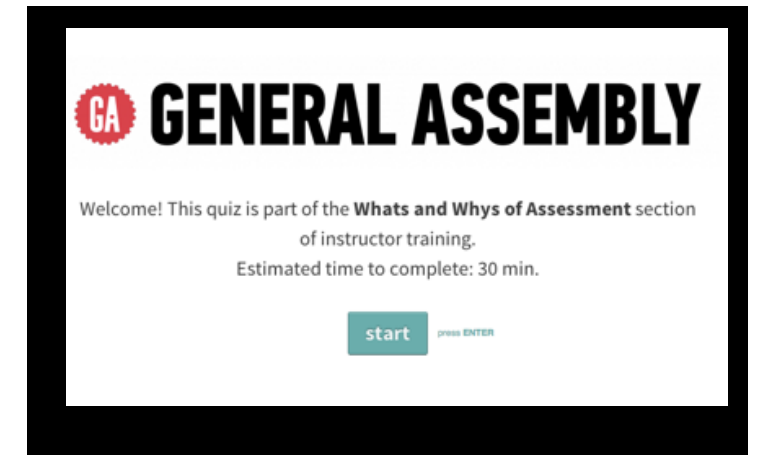 GA GENERAL ASSEMBLY
Welcome! This quiz is part of the Whats and Whys of Assessment section
of instructor training.
Estimated time to complete: 30 min.
start press ENTER